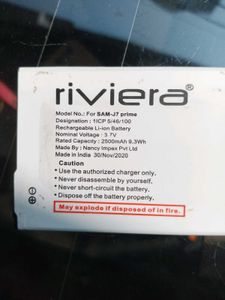 riviera®
Model No.: For SAM-J7 prime
Designation : 1ICP 5/46/100
Rechargeable Li-ion Battery
Nominal Voltage : 3.7V
Rated Capacity : 2500mAh 9.3Wh
Made By : Nancy Impex Pvt Ltd
Made in India 30/Nov/2020
Caution
• Use the authorized charger only.
• Never disassembly by yourself.
• Never short-circuit the battery.
• Dispose off the battery properly.
May explode if disposed of in fire.